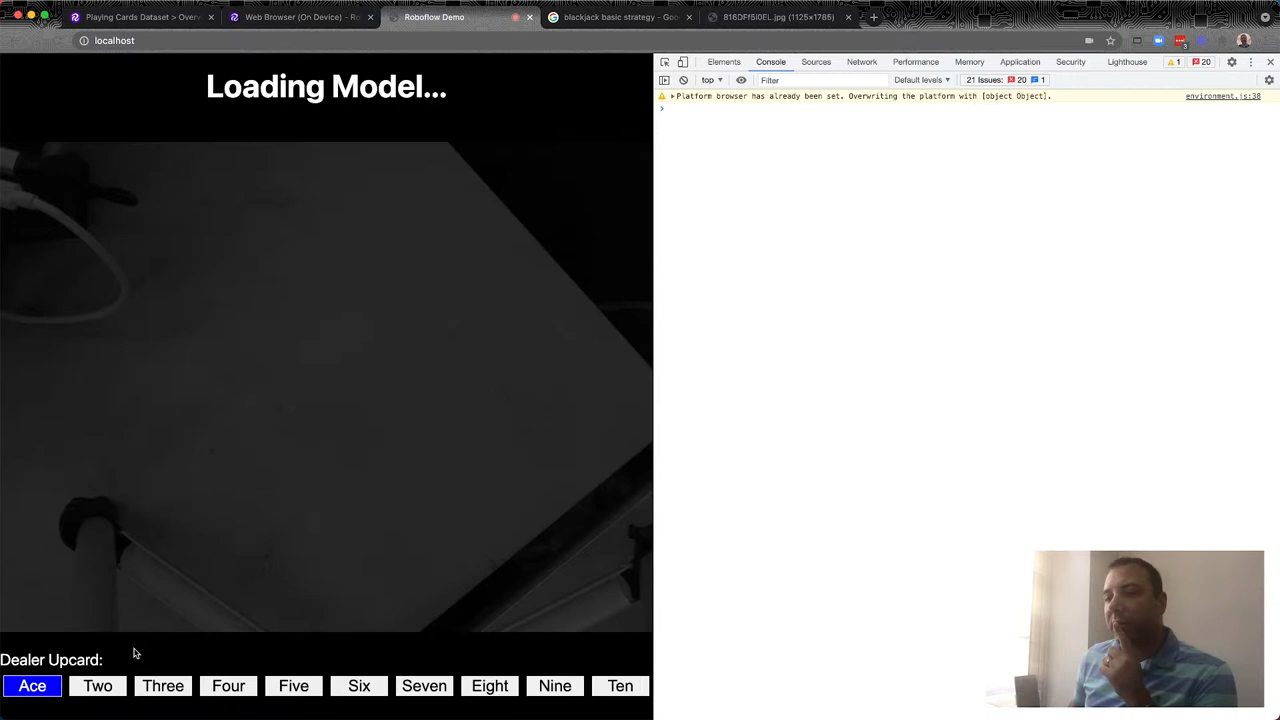 Playing Cards Dataset > Overv
Web Browser (On Device) - R
Roboflow Demo
blackjack basic strategy - Goo
816DFf5l0EL.jpg (1125×1785)
localhost
Elements
Console
Sources
Network
Performance
Memory
Application
Security
Lighthouse
1
20
top
Filter
Default levels
21 Issues:
20
1
Platform browser has already been set. Overwriting the platform with [object Object].
environment.js:38
Loading Model...
Dealer Upcard:
Ace
Two
Three
Four
Five
Six
Seven
Eight
Nine
Ten